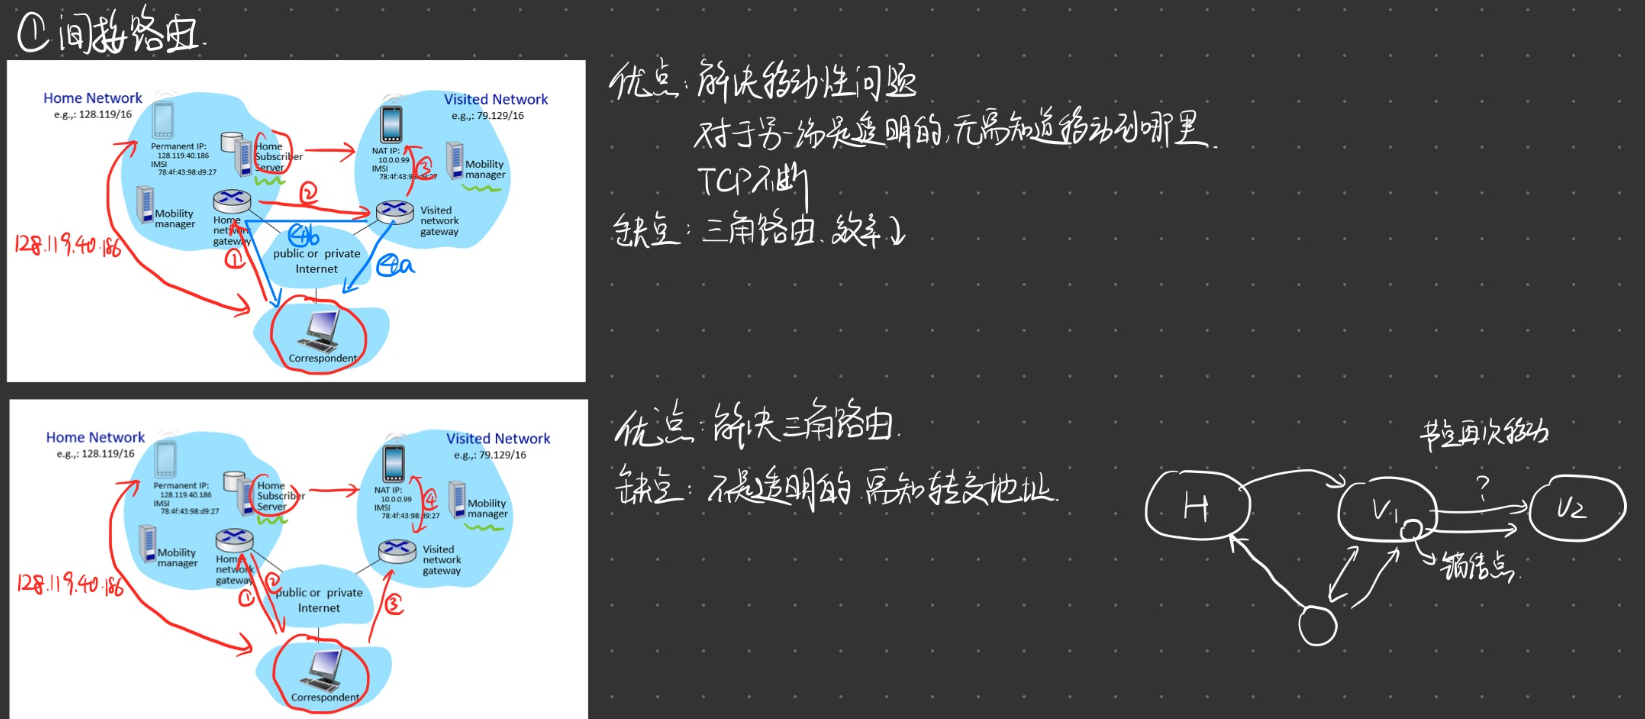 ①间接路由.
Home Network
e.g.,: 128.119/16
Visited Network
e.g.,: 79.129/16
Permanent IP:
128.119.40.186
IMSI
78:4f:43:98:d9:27
Home
Subscriber
Server
NAT IP:
10.0.0.99
IMSI
78:4f:43:98:d9:27
Mobility
manager
③
②
Mobility
manager
Home
network
gateway
Visited
network
gateway
128.119.40.186
①
④b
④a
public or private
Internet
Correspondent
优点:解决移动性问题
对于另一端是透明的,无需知道移动到哪里.
TCP不断
缺点:三角路由、效率↓
Home Network
e.g.,: 128.119/16
Visited Network
e.g.,: 79.129/16
Permanent IP:
128.119.40.186
IMSI
78:4f:43:98:d9:27
Home
Subscriber
Server
NAT IP:
10.0.0.99
IMSI
78:4f:43:98:d9:27
④
Mobility
manager
Mobility
manager
Home
network
gateway
Visited
network
gateway
128.119.40.186
①
②
③
public or private
Internet
Correspondent
优点:解决三角路由.
缺点:不是透明的.需知转交地址.
节点再次移动
H
V1
?
V2
锚结点.